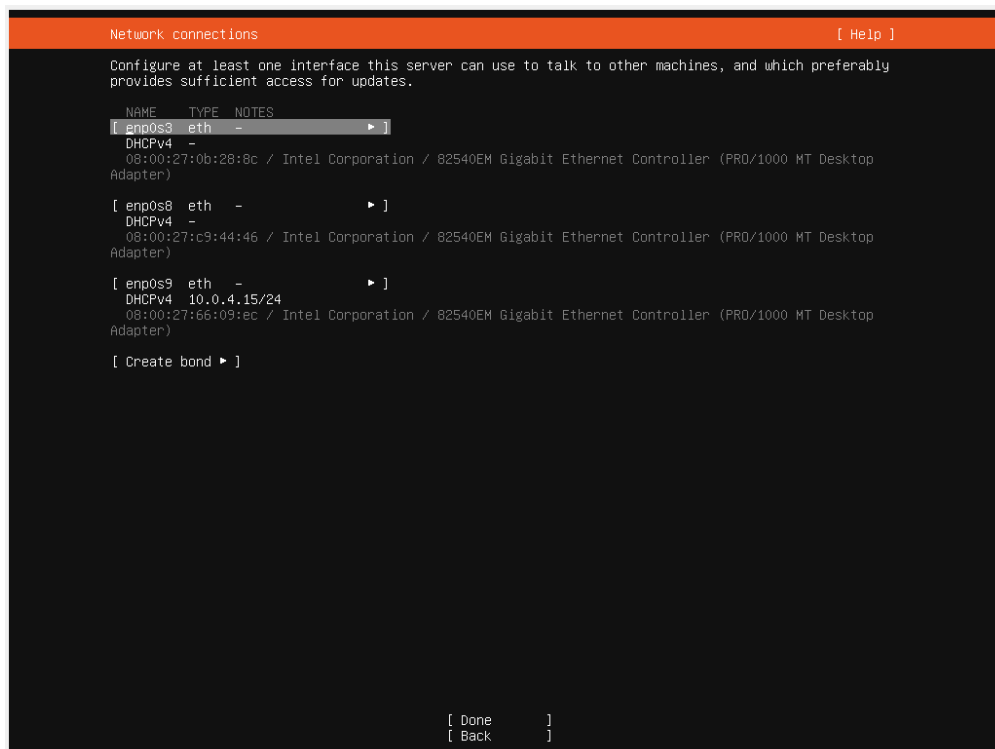 Network connections [ Help ]
Configure at least one interface this server can use to talk to other machines, and which preferably
provides sufficient access for updates.
NAME TYPE NOTES
[ enp0s3 eth - ▸ ]
DHCPv4 -
08:00:27:0b:28:8c / Intel Corporation / 82540EM Gigabit Ethernet Controller (PRO/1000 MT Desktop
Adapter)
[ enp0s8 eth - ▸ ]
DHCPv4 -
08:00:27:c9:44:46 / Intel Corporation / 82540EM Gigabit Ethernet Controller (PRO/1000 MT Desktop
Adapter)
[ enp0s9 eth - ▸ ]
DHCPv4 10.0.4.15/24
08:00:27:66:09:ec / Intel Corporation / 82540EM Gigabit Ethernet Controller (PRO/1000 MT Desktop
Adapter)
[ Create bond ▸ ]
[ Done ]
[ Back ]